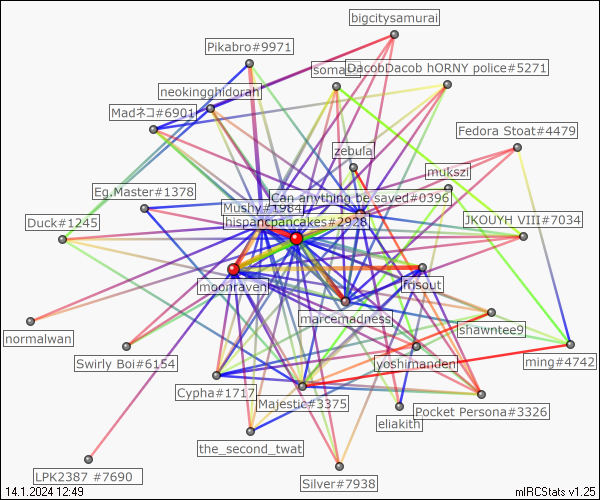 bigcitysamurai
Pikabro#9971
DacobDacob hORNY police#5271
neokingghidorah
Madネコ#6901
Fedora Stoat#4479
zebula
mukszi
Eg.Master#1378
Can anything be saved#0396
Mushy#1984
Duck#1245
hispancpancakes#2928
JKOUYH VIII#7034
moonraven
frisout
marcemadness
normalwan
shawntee9
Swirly Boi#6154
yoshimanden
ming#4742
Cypha#1717
Majestic#3375
Pocket Persona#3326
eliakith
the_second_twat
LPK2387 #7690
Silver#7938
14.1.2024 12:49
mIRCStats v1.25